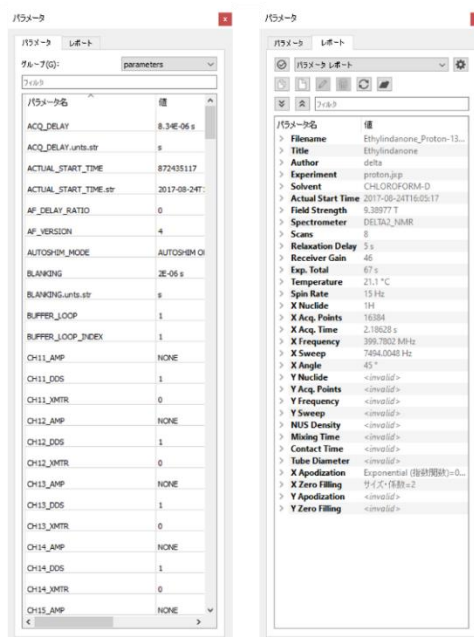 パラメータ
x
パラメータ レポート
グループ(G): parameters
フィルタ
パラメータ名 値
ACQ_DELAY 8.34E-06 s
ACQ_DELAY.unts.str s
ACTUAL_START_TIME 872435117
ACTUAL_START_TIME.str 2017-08-24T:
AF_DELAY_RATIO 0
AF_VERSION 4
AUTOSHIM_MODE AUTOSHIM O
BLANKING 2E-06 s
BLANKING.unts.str s
BUFFER_LOOP 1
BUFFER_LOOP_INDEX 1
CH11_AMP NONE
CH11_DDS 1
CH11_XMTR 0
CH12_AMP NONE
CH12_DDS 1
CH12_XMTR 0
CH13_AMP NONE
CH13_DDS 1
CH13_XMTR 0
CH14_AMP NONE
CH14_DDS 1
CH14_XMTR 0
CH15_AMP NONE
パラメータ
x
パラメータ レポート
パラメータ レポート
フィルタ
パラメータ名 値
Filename Ethylindanone_Proton-13...
Title Ethylindanone
Author delta
Experiment proton.jxp
Solvent CHLOROFORM-D
Actual Start Time 2017-08-24T16:05:17
Field Strength 9.38977 T
Spectrometer DELTA2_NMR
Scans 8
Relaxation Delay 5 s
Receiver Gain 46
Exp. Total 67 s
Temperature 21.1 °C
Spin Rate 15 Hz
X Nuclide 1H
X Acq. Points 16384
X Acq. Time 2.18628 s
X Frequency 399.7802 MHz
X Sweep 7494.0048 Hz
X Angle 45 °
Y Nuclide <invalid>
Y Acq. Points <invalid>
Y Frequency <invalid>
Y Sweep <invalid>
NUS Density <invalid>
Mixing Time <invalid>
Contact Time <invalid>
Tube Diameter <invalid>
X Apodization Exponential (指数関数)=0...
X Zero Filling サイズ・係数=2
Y Apodization <invalid>
Y Zero Filling <invalid>